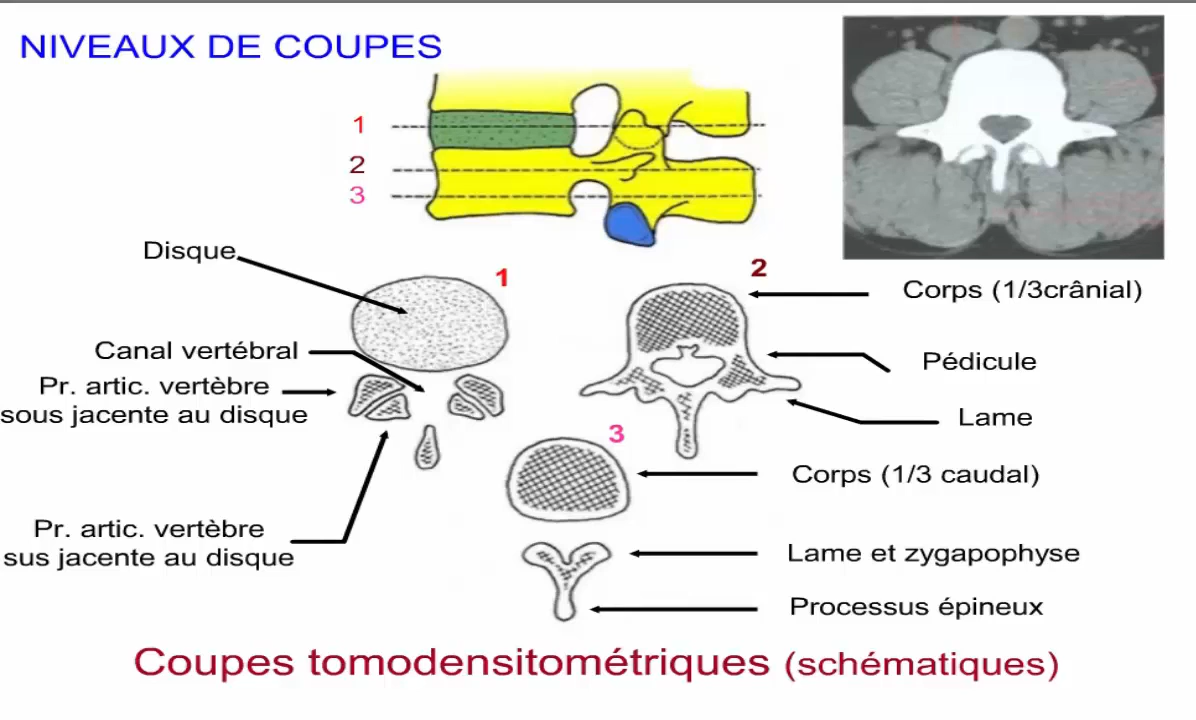 NIVEAUX DE COUPES
1
2
3
Disque
1
2
Corps (1/3crânial)
Canal vertébral
Pédicule
Pr. artic. vertèbre
sous jacente au disque
Lame
3
Corps (1/3 caudal)
Pr. artic. vertèbre
sus jacente au disque
Lame et zygapophyse
Processus épineux
Coupes tomodensitométriques (schématiques)